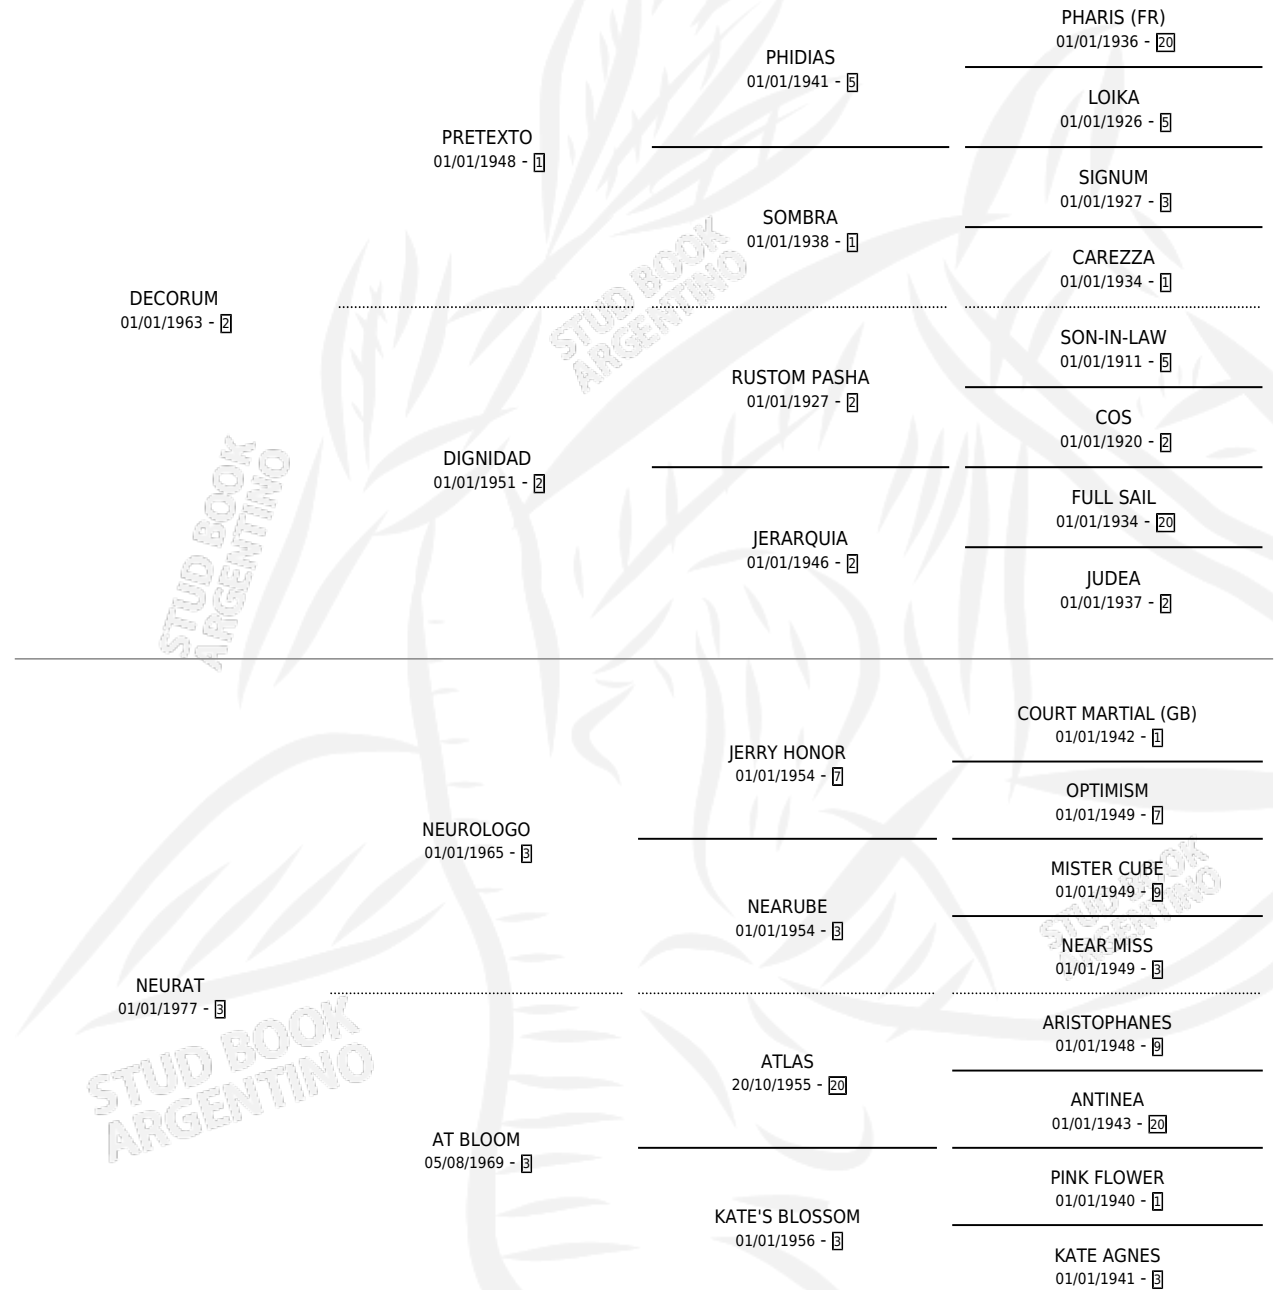 PHARIS (FR)
01/01/1936 - 20
PHIDIAS
01/01/1941 - 5
LOIKA
01/01/1926 - 5
PRETEXTO
01/01/1948 - 1
SIGNUM
01/01/1927 - 3
SOMBRA
01/01/1938 - 1
CAREZZA
01/01/1934 - 1
DECORUM
01/01/1963 - 2
SON-IN-LAW
01/01/1911 - 5
RUSTOM PASHA
01/01/1927 - 2
COS
01/01/1920 - 2
DIGNIDAD
01/01/1951 - 2
FULL SAIL
01/01/1934 - 20
JERARQUIA
01/01/1946 - 2
JUDEA
01/01/1937 - 2
COURT MARTIAL (GB)
01/01/1942 - 1
JERRY HONOR
01/01/1954 - 7
OPTIMISM
01/01/1949 - 7
NEUROLOGO
01/01/1965 - 3
MISTER CUBE
01/01/1949 - 9
NEARUBE
01/01/1954 - 3
NEAR MISS
01/01/1949 - 3
NEURAT
01/01/1977 - 3
ARISTOPHANES
01/01/1948 - 9
ATLAS
20/10/1955 - 20
ANTINEA
01/01/1943 - 20
AT BLOOM
05/08/1969 - 3
PINK FLOWER
01/01/1940 - 1
KATE'S BLOSSOM
01/01/1956 - 3
KATE AGNES
01/01/1941 - 3
STUD BOOK
ARGENTINO
STUD BOOK
ARGENTINO
STUD BOOK
ARGENTINO
STUD BOOK
ARGENTINO